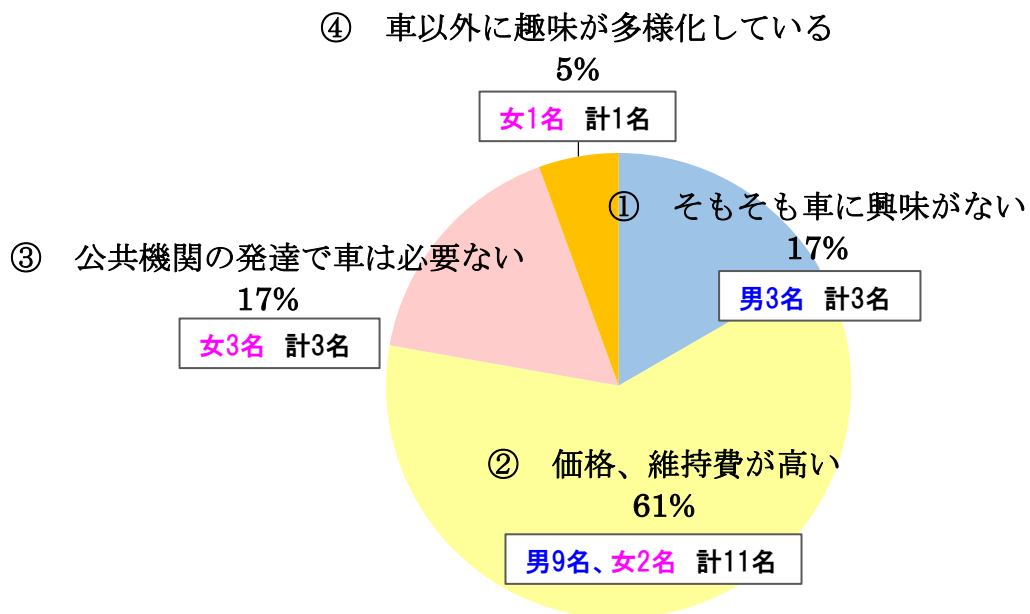 ④　車以外に趣味が多様化している
5%
女1名　計1名
①　そもそも車に興味がない
17%
男3名　計3名
③　公共機関の発達で車は必要ない
17%
女3名　計3名
②　価格、維持費が高い
61%
男9名、女2名　計11名